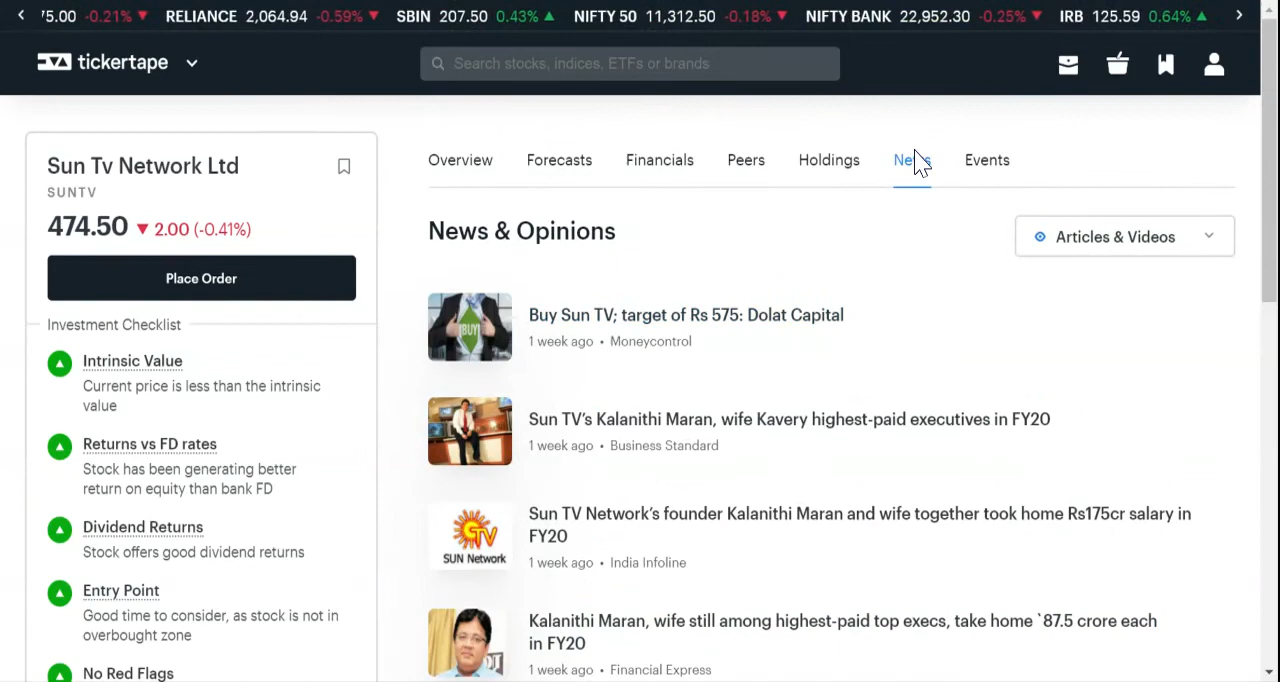 75.00 -0.21% ▼ RELIANCE 2,064.94 -0.59% ▼ SBIN 207.50 0.43% ▲ NIFTY 50 11,312.50 -0.18% ▼ NIFTY BANK 22,952.30 -0.25% ▼ IRB 125.59 0.64% ▲
tickertape
Search stocks, indices, ETFs or brands
Sun Tv Network Ltd
SUNTV
474.50 ▼ 2.00 (-0.41%)
Place Order
Investment Checklist
Intrinsic Value
Current price is less than the intrinsic
value
Returns vs FD rates
Stock has been generating better
return on equity than bank FD
Dividend Returns
Stock offers good dividend returns
Entry Point
Good time to consider, as stock is not in
overbought zone
No Red Flags
Overview Forecasts Financials Peers Holdings News Events
News & Opinions
Articles & Videos
BUY!
Buy Sun TV; target of Rs 575: Dolat Capital
1 week ago • Moneycontrol
Sun TV's Kalanithi Maran, wife Kavery highest-paid executives in FY20
1 week ago • Business Standard
TV
SUN Network
Sun TV Network's founder Kalanithi Maran and wife together took home Rs175cr salary in
FY20
1 week ago • India Infoline
Kalanithi Maran, wife still among highest-paid top execs, take home `87.5 crore each
in FY20
1 week ago • Financial Express